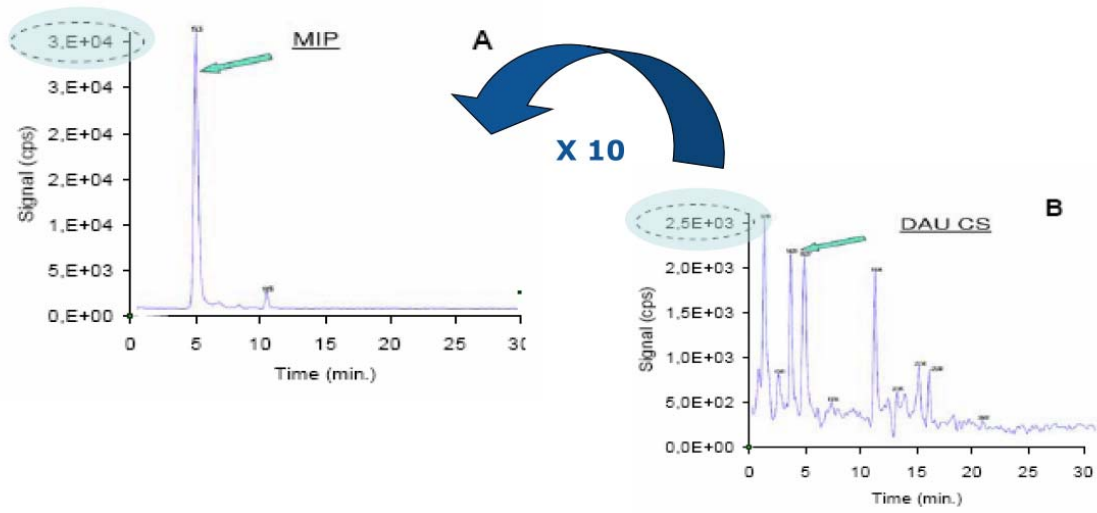 MIP
A
3,E+04
3,E+04
2,E+04
2,E+04
1,E+04
5,E+03
0,E+00
Signal (cps)
0 5 10 15 20 25 30
Time (min.)
X 10
B
DAU CS
2,5E+03
2,0E+03
1,5E+03
1,0E+03
5,0E+02
0,0E+00
Signal (cps)
0 5 10 15 20 25 30
Time (min.)